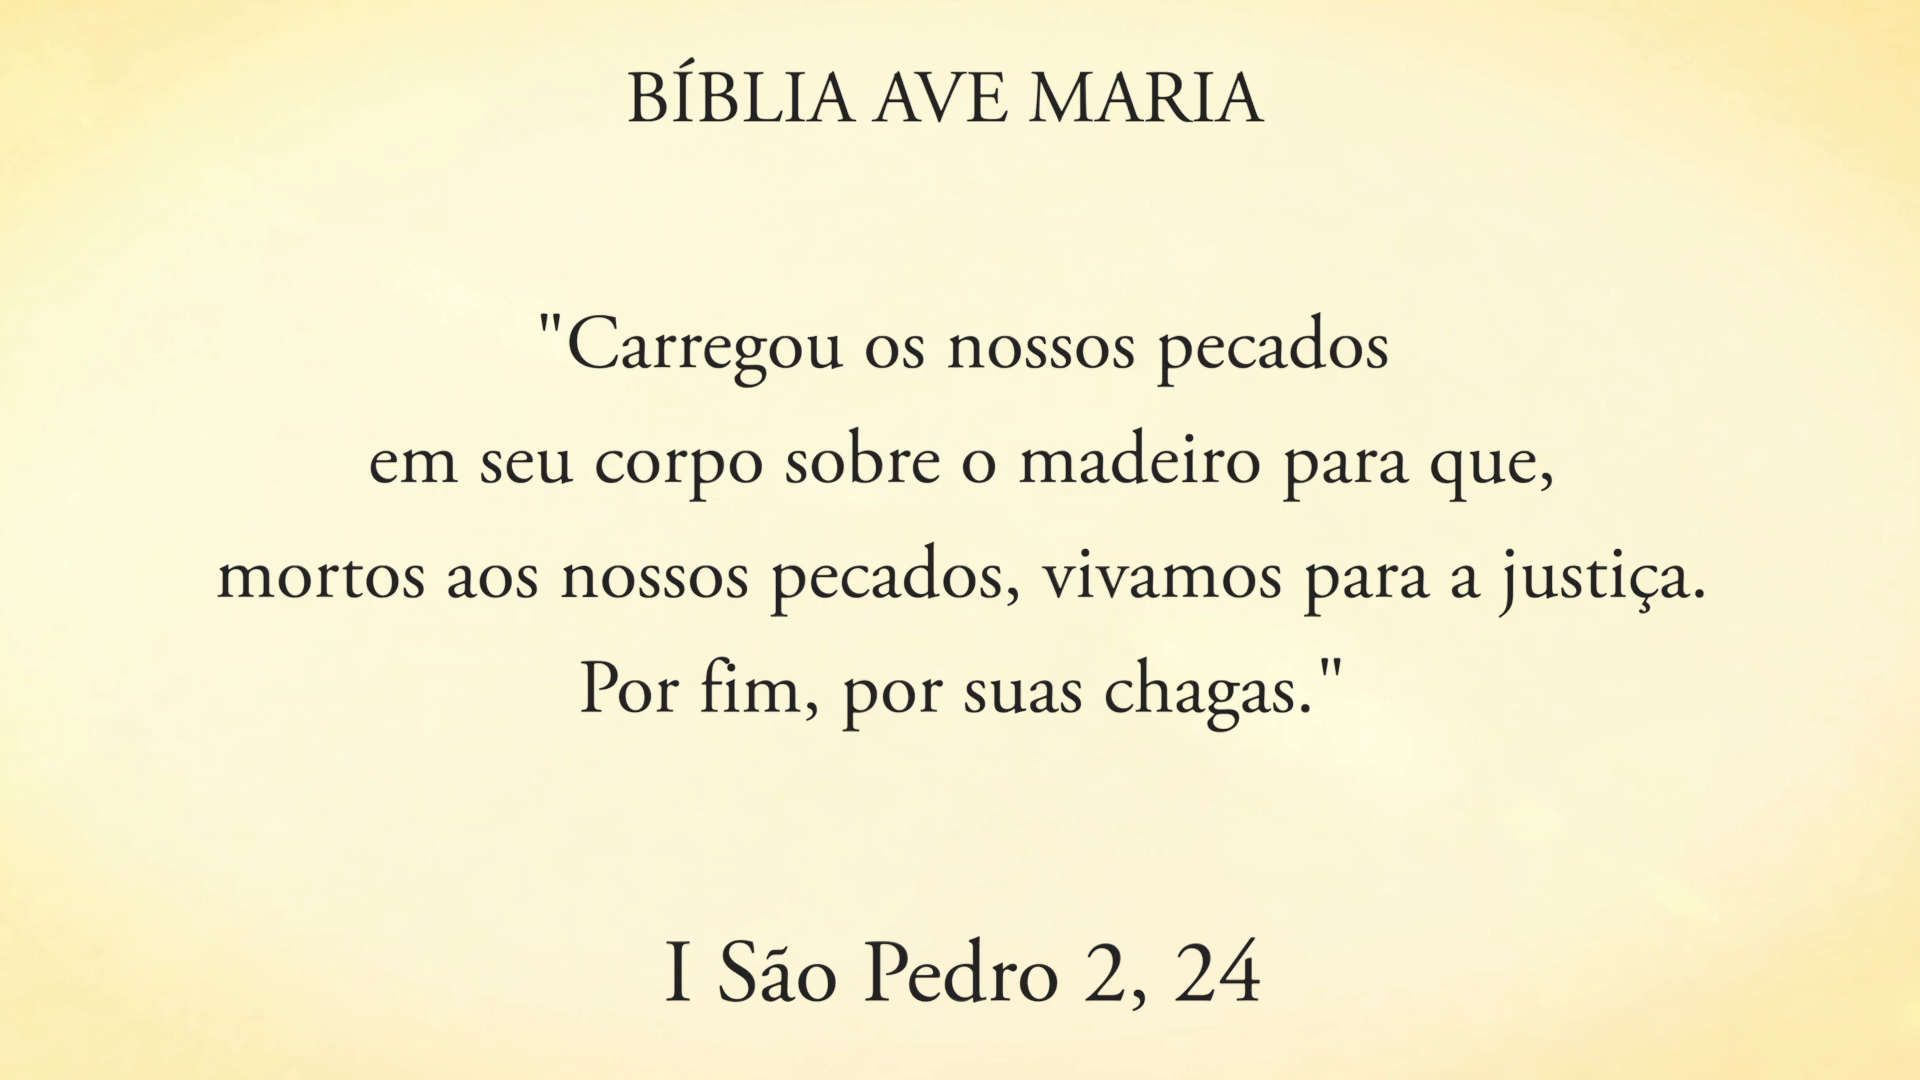 BÍBLIA AVE MARIA
"Carregou os nossos pecados
em seu corpo sobre o madeiro para que,
mortos aos nossos pecados, vivamos para a justiça.
Por fim, por suas chagas."
I São Pedro 2, 24